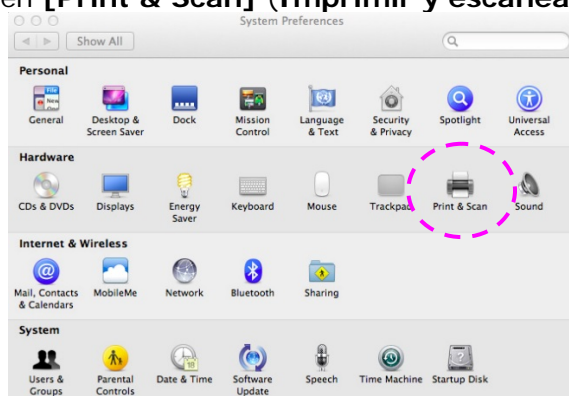 en [Print & Scan] (Imprimir y escanea
System Preferences
Show All
Personal
General
Desktop & Screen Saver
Dock
Mission Control
Language & Text
Security & Privacy
Spotlight
Universal Access
Hardware
CDs & DVDs
Displays
Energy Saver
Keyboard
Mouse
Trackpad
Print & Scan
Sound
Internet & Wireless
Mail, Contacts & Calendars
MobileMe
Network
Bluetooth
Sharing
System
Users & Groups
Parental Controls
Date & Time
Software Update
Speech
Time Machine
Startup Disk